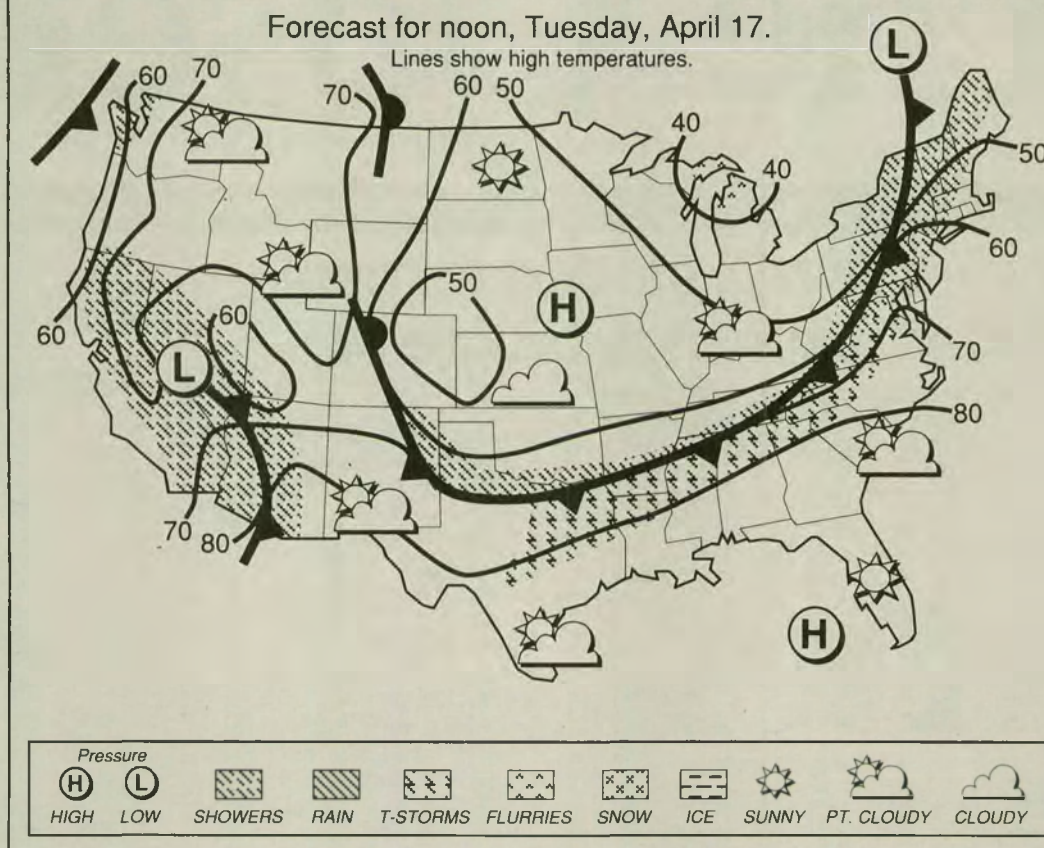 Forecast for noon, Tuesday, April 17.
Lines show high temperatures.
L
60
70
70
60
50
40
40
50
60
60
60
50
H
L
70
80
70
80
H
Pressure
H
L
HIGH
LOW
SHOWERS
RAIN
T-STORMS
FLURRIES
SNOW
ICE
SUNNY
PT. CLOUDY
CLOUDY